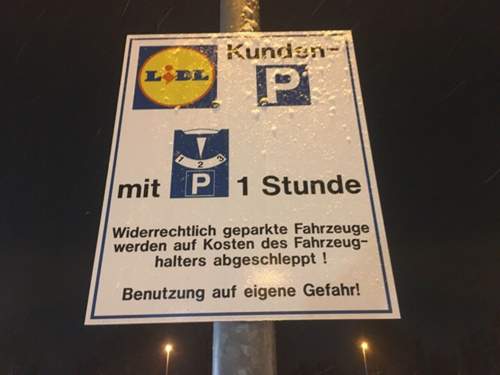 LIDL Kunden-
P
1 2 3
mit P 1 Stunde
Widerrechtlich geparkte Fahrzeuge
werden auf Kosten des Fahrzeug-
halters abgeschleppt !
Benutzung auf eigene Gefahr!